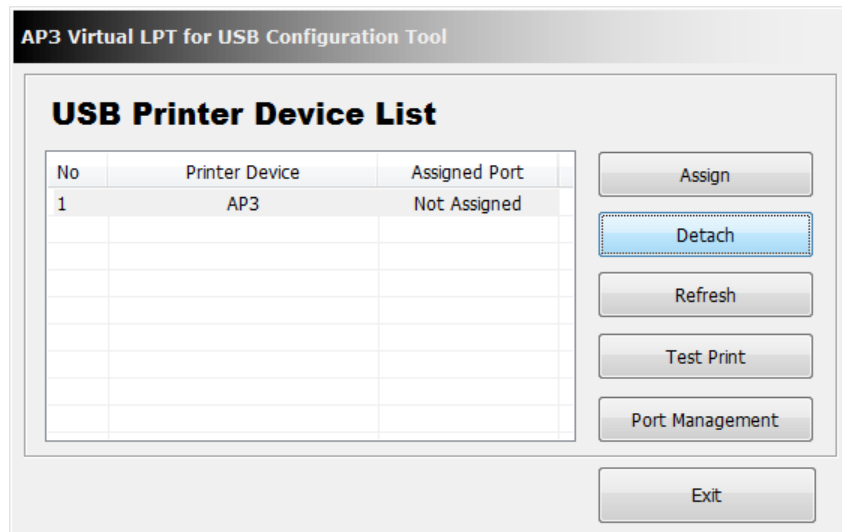 AP3 Virtual LPT for USB Configuration Tool
USB Printer Device List
No Printer Device Assigned Port
1 AP3 Not Assigned
Assign
Detach
Refresh
Test Print
Port Management
Exit